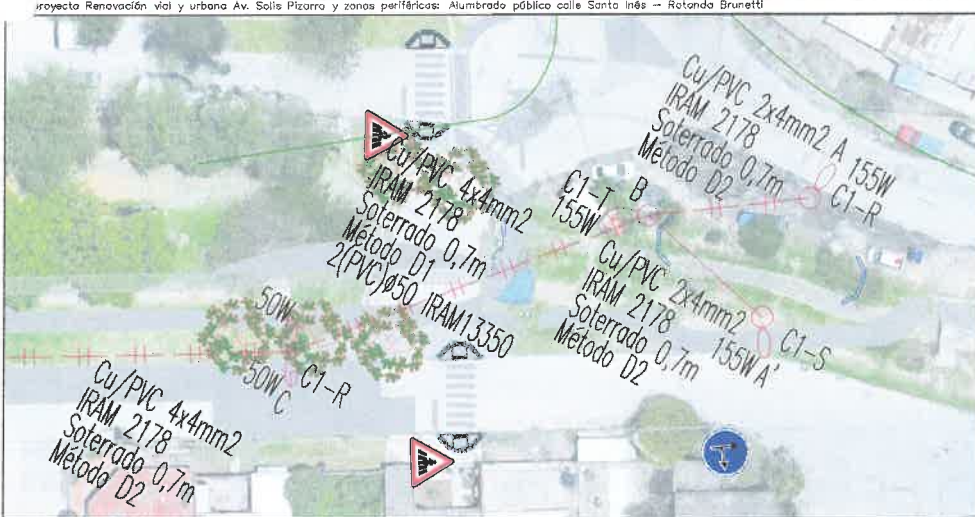 royecto Renovación vial y urbana Av. Solis Pizarro y zonas periféricas: Alumbrado público calle Santa Inés – Rotonda Brunetti
Cu/PVC 2x4mm2
IRAM 2178
Soterrado 0,7m
Método D2
A 155W
C1-R
Cu/PVC 4x4mm2
IRAM 2178
Soterrado 0,7m
Método D1
2(PVC)ø50 IRAM13350
C1-T
155W
B
Cu/PVC 2x4mm2
IRAM 2178
Soterrado 0,7m
Método D2
155W A'
C1-S
50W
50W
C
C1-R
Cu/PVC 4x4mm2
IRAM 2178
Soterrado 0,7m
Método D2